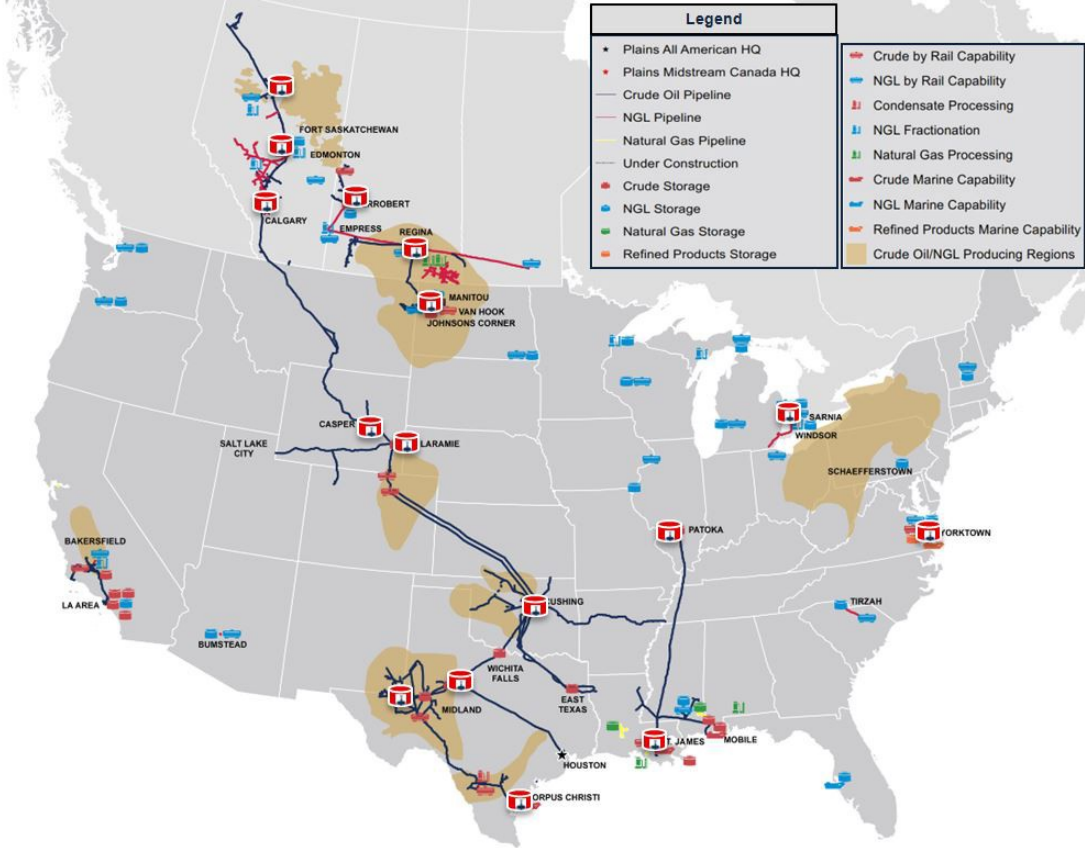 Legend
Plains All American HQ
Plains Midstream Canada HQ
Crude Oil Pipeline
NGL Pipeline
Natural Gas Pipeline
Under Construction
Crude Storage
NGL Storage
Natural Gas Storage
Refined Products Storage
Crude by Rail Capability
NGL by Rail Capability
Condensate Processing
NGL Fractionation
Natural Gas Processing
Crude Marine Capability
NGL Marine Capability
Refined Products Marine Capability
Crude Oil/NGL Producing Regions
FORT SASKATCHEWAN
EDMONTON
RROBERT
CALGARY
EMPRESS
REGINA
MANITOU
VAN HOOK
JOHNSONS CORNER
CASPER
LARAMIE
SALT LAKE
CITY
SARNIA
WINDSOR
SCHAEFFERSTOWN
PATOKA
YORKTOWN
BAKERSFIELD
LA AREA
BUMSTEAD
CUSHING
TIRZAH
WICHITA
FALLS
EAST
TEXAS
MIDLAND
T. JAMES
MOBILE
HOUSTON
ORPUS CHRISTI